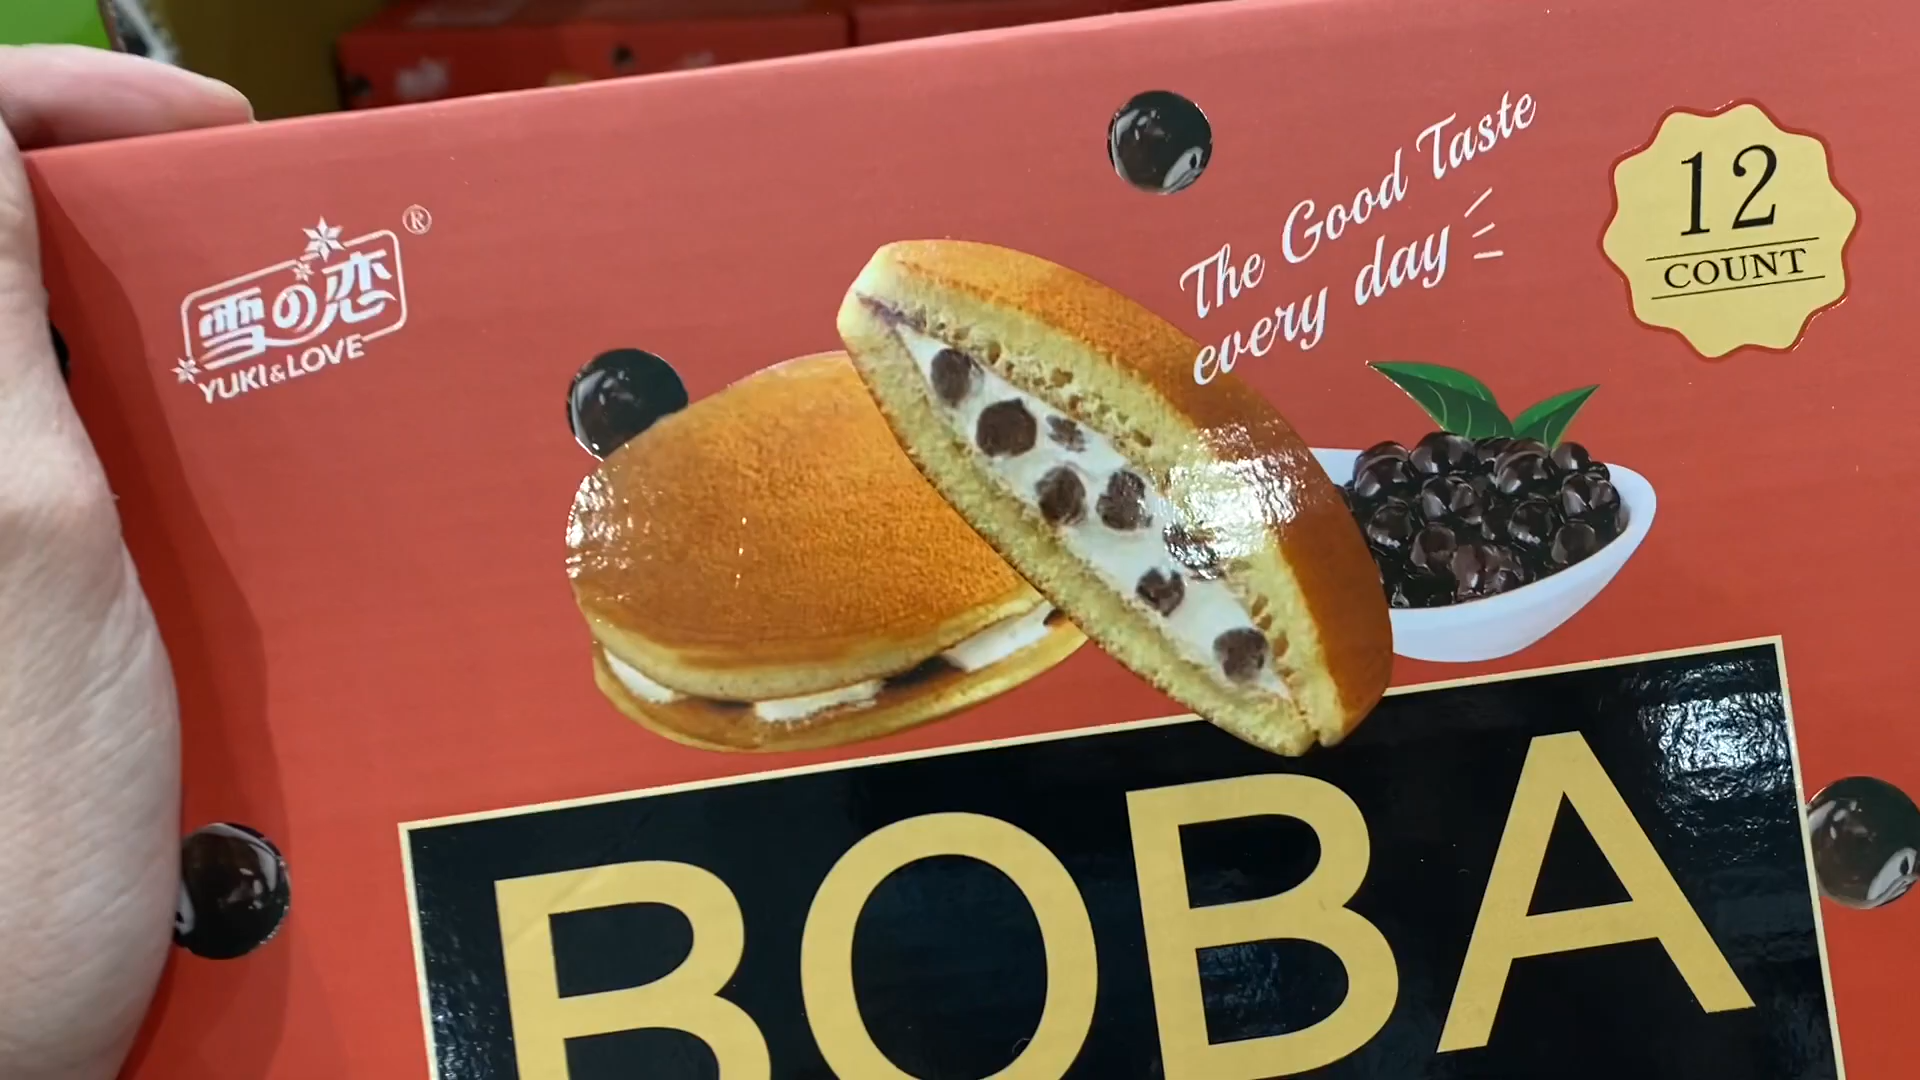 雪の恋®
YUKI&LOVE
The Good Taste
every day
12
COUNT
BOBA